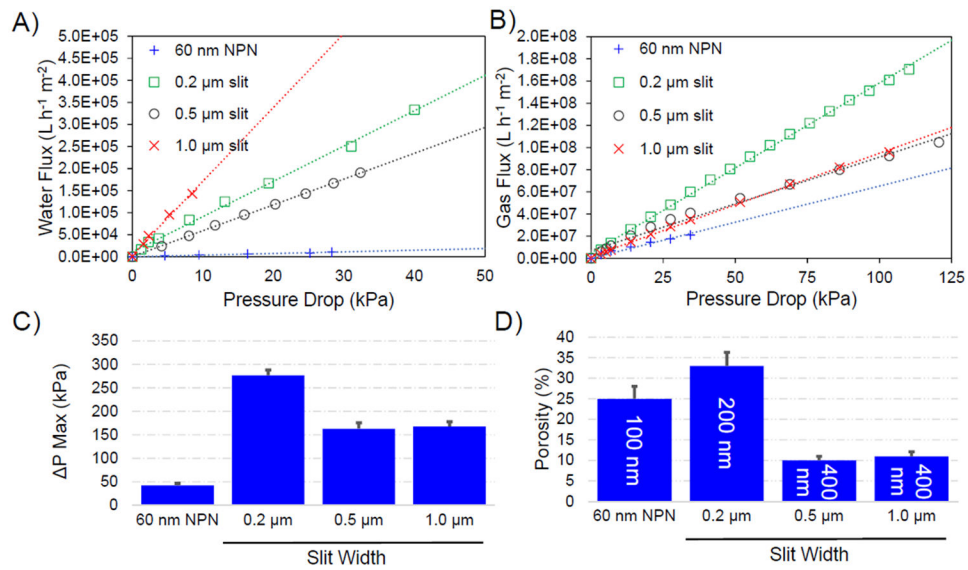 A)
Water Flux (L h⁻¹ m⁻²)
5.0E+05
4.5E+05
4.0E+05
3.5E+05
3.0E+05
2.5E+05
2.0E+05
1.5E+05
1.0E+05
5.0E+04
0.0E+00
60 nm NPN
0.2 µm slit
0.5 µm slit
1.0 µm slit
0 10 20 30 40 50
Pressure Drop (kPa)
B)
Gas Flux (L h⁻¹ m⁻²)
2.0E+08
1.8E+08
1.6E+08
1.4E+08
1.2E+08
1.0E+08
8.0E+07
6.0E+07
4.0E+07
2.0E+07
0.0E+00
60 nm NPN
0.2 µm slit
0.5 µm slit
1.0 µm slit
0 25 50 75 100 125
Pressure Drop (kPa)
C)
ΔP Max (kPa)
350
300
250
200
150
100
50
0
60 nm NPN 0.2 µm 0.5 µm 1.0 µm
Slit Width
D)
Porosity (%)
40
35
30
25
20
15
10
5
0
100 nm
200 nm
400
nm
400
nm
60 nm NPN 0.2 µm 0.5 µm 1.0 µm
Slit Width